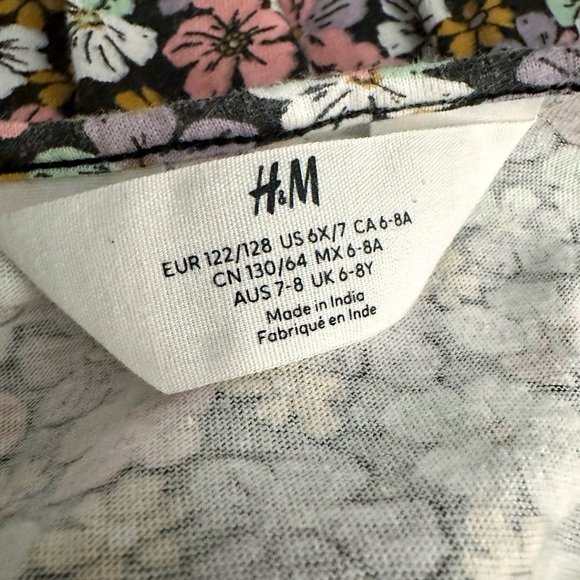 H&M
EUR 122/128 US 6X/7 CA 6-8A
CN 130/64 MX 6-8A
AUS 7-8 UK 6-8Y
Made in India
Fabriqué en Inde